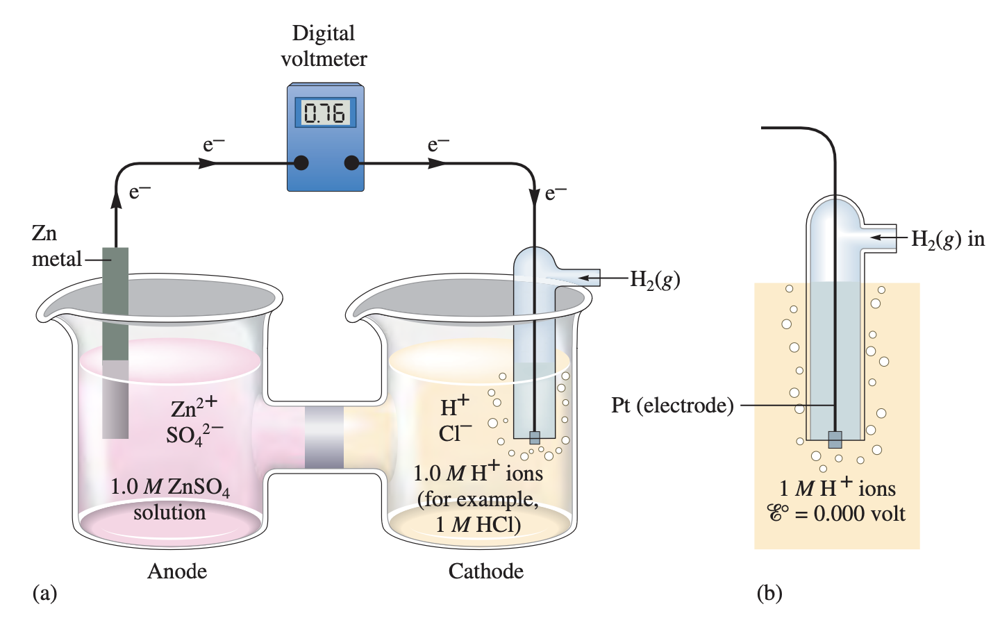 Digital
voltmeter
0.76
e⁻
e⁻
e⁻
e⁻
Zn
metal
H₂(g)
Zn²⁺
SO₄²⁻
1.0 M ZnSO₄
solution
H⁺
Cl⁻
1.0 M H⁺ ions
(for example,
1 M HCl)
Anode
Cathode
(a)
H₂(g) in
Pt (electrode)
1 M H⁺ ions
ℰ° = 0.000 volt
(b)